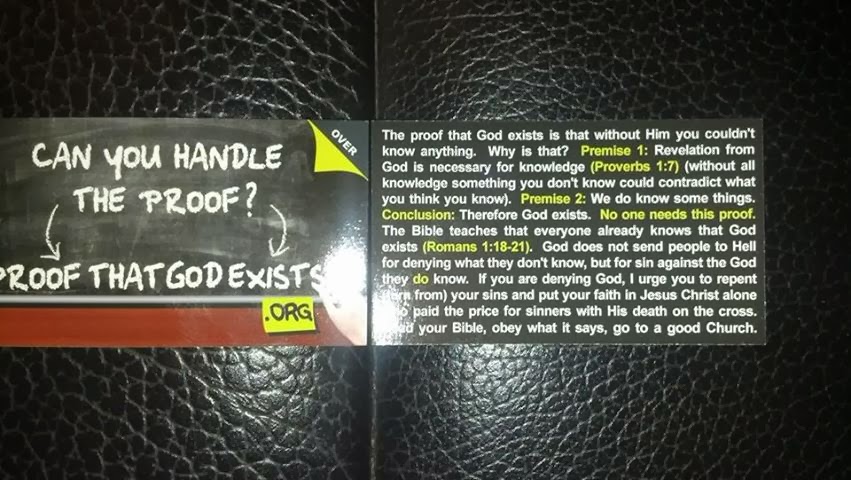 CAN YOU HANDLE
THE PROOF?
PROOF THAT GOD EXISTS
.ORG
OVER
The proof that God exists is that without Him you couldn't
know anything. Why is that? Premise 1: Revelation from
God is necessary for knowledge (Proverbs 1:7) (without all
knowledge something you don't know could contradict what
you think you know). Premise 2: We do know some things.
Conclusion: Therefore God exists. No one needs this proof.
The Bible teaches that everyone already knows that God
exists (Romans 1:18-21). God does not send people to Hell
for denying what they don't know, but for sin against the God
they do know. If you are denying God, I urge you to repent
from) your sins and put your faith in Jesus Christ alone
paid the price for sinners with His death on the cross.
your Bible, obey what it says, go to a good Church.